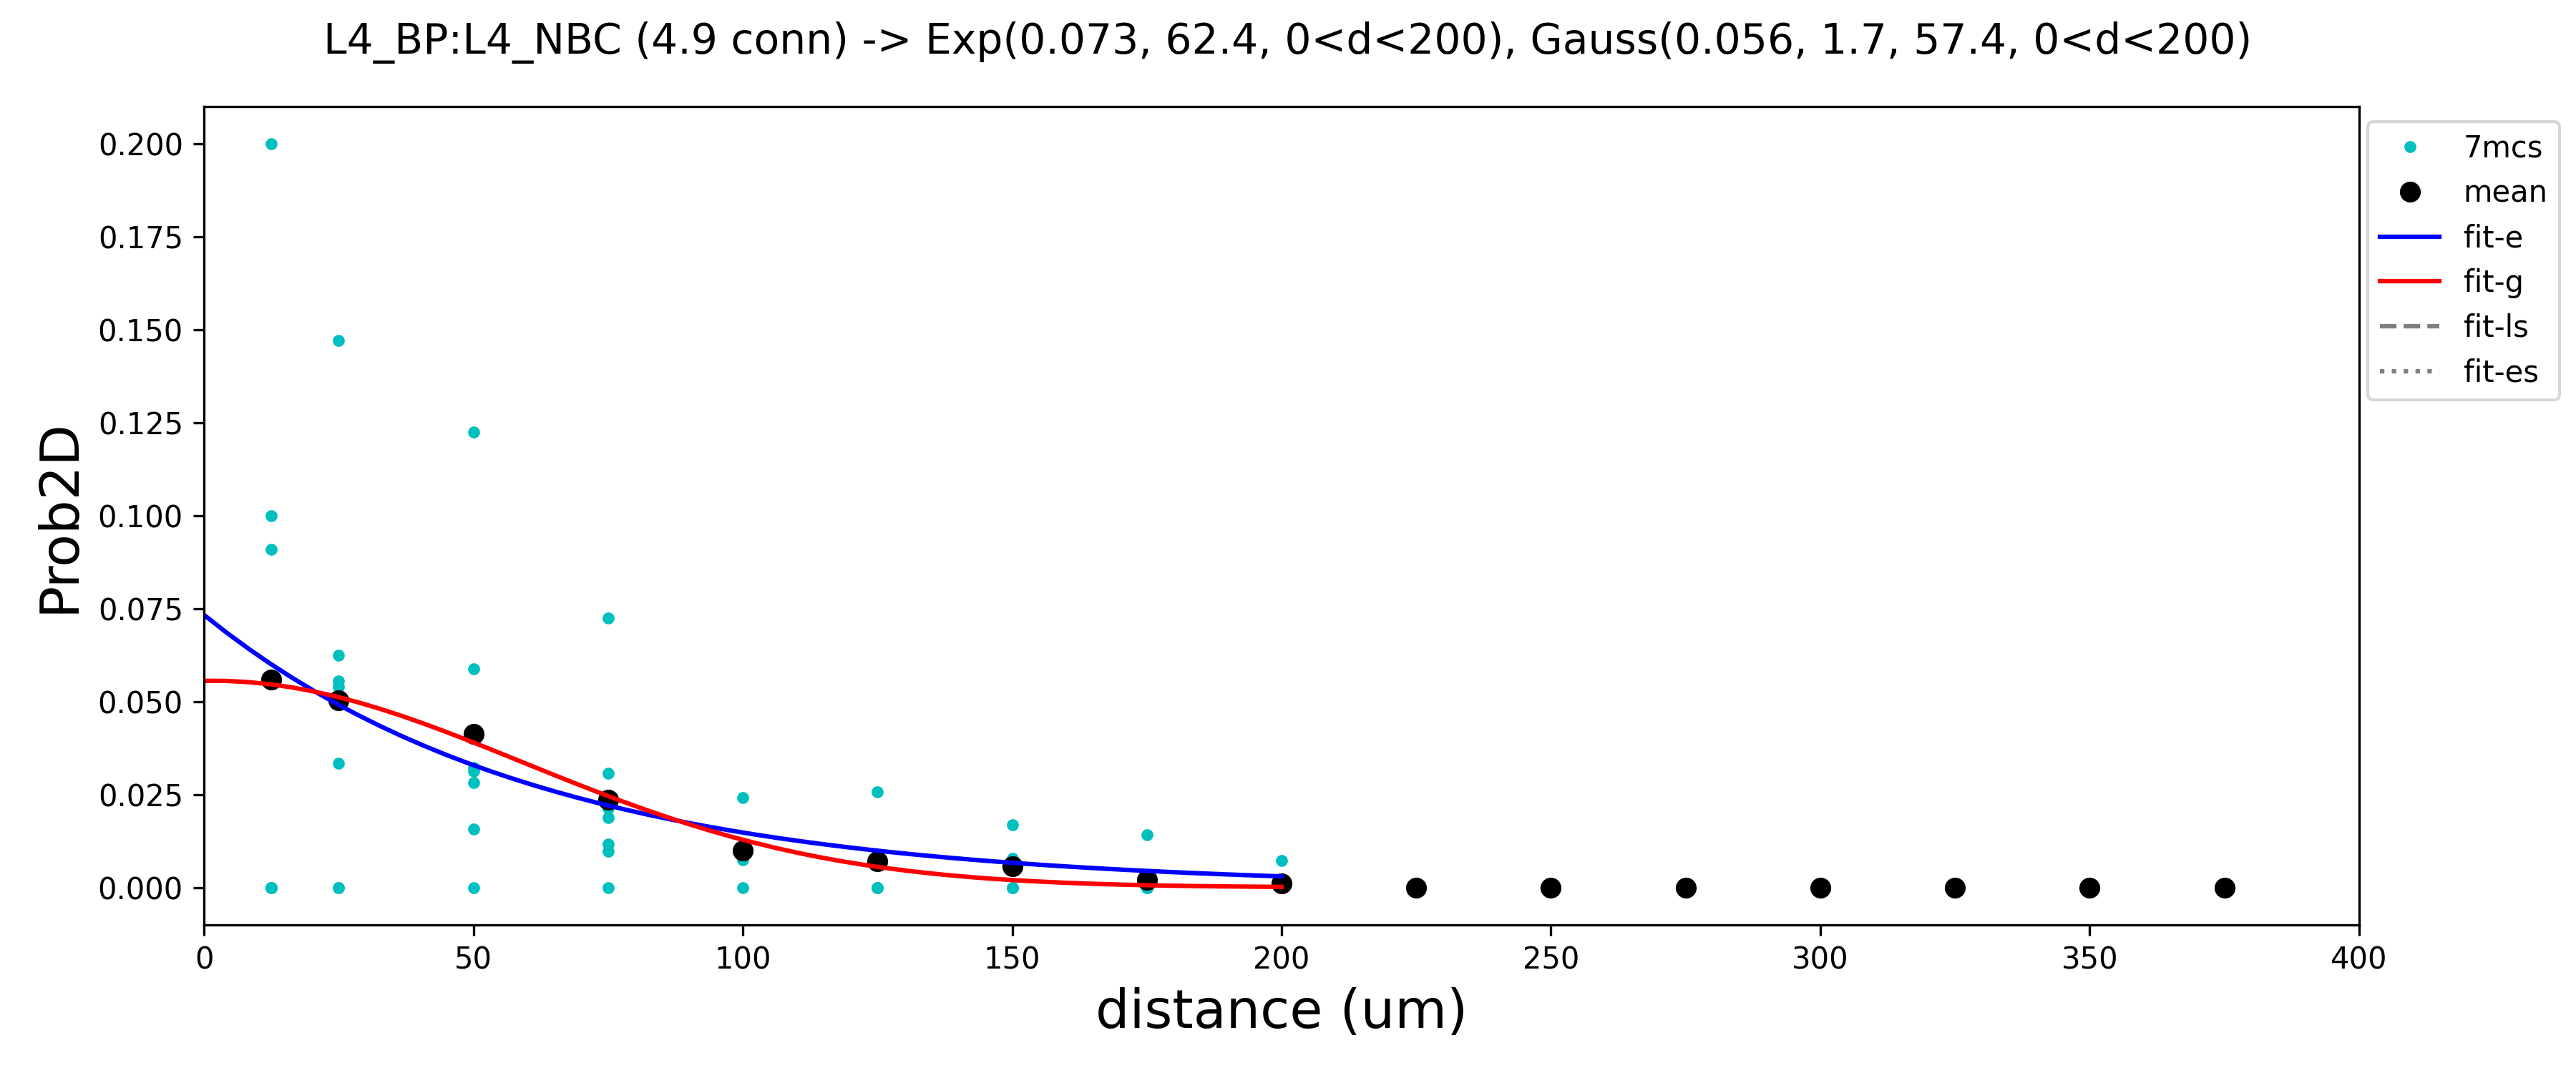 L4_BP:L4_NBC (4.9 conn) -> Exp(0.073, 62.4, 0<d<200), Gauss(0.056, 1.7, 57.4, 0<d<200)
0.200
0.175
0.150
0.125
0.100
0.075
0.050
0.025
0.000
Prob2D
0 50 100 150 200 250 300 350 400
distance (um)
7mcs
mean
fit-e
fit-g
fit-ls
fit-es